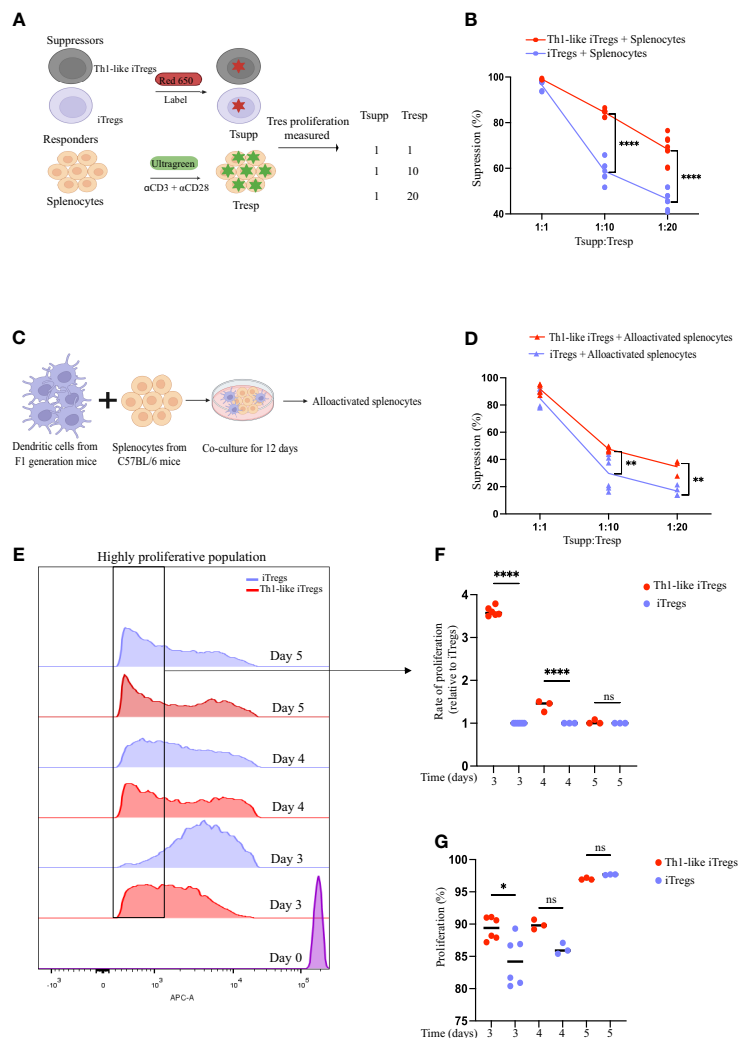 A
Suppressors
Th1-like iTregs
iTregs
Red 650
Label
Tsupp
Responders
Splenocytes
Ultragreen
αCD3 + αCD28
Tresp
Tres proliferation
measured
Tsupp Tresp
1 1
1 10
1 20
B
Th1-like iTregs + Splenocytes
iTregs + Splenocytes
Supression (%)
100
80
60
40
****
****
1:1 1:10 1:20
Tsupp:Tresp
C
Dendritic cells from
F1 generation mice
Splenocytes from
C57BL/6 mice
Co-culture for 12 days
Alloactivated splenocytes
D
Th1-like iTregs + Alloactivated splenocytes
iTregs + Alloactivated splenocytes
Supression (%)
100
80
60
40
20
0
**
**
1:1 1:10 1:20
Tsupp:Tresp
E
Highly proliferative population
iTregs
Th1-like iTregs
Day 5
Day 5
Day 4
Day 4
Day 3
Day 3
Day 0
-10³ 0 10³ 10⁴ 10⁵
APC-A
F
Th1-like iTregs
iTregs
Rate of proliferation
(relative to iTregs)
4
3
2
1
0
****
****
ns
Time (days) 3 3 4 4 5 5
G
Th1-like iTregs
iTregs
Proliferation (%)
100
95
90
85
80
75
*
ns
ns
Time (days) 3 3 4 4 5 5